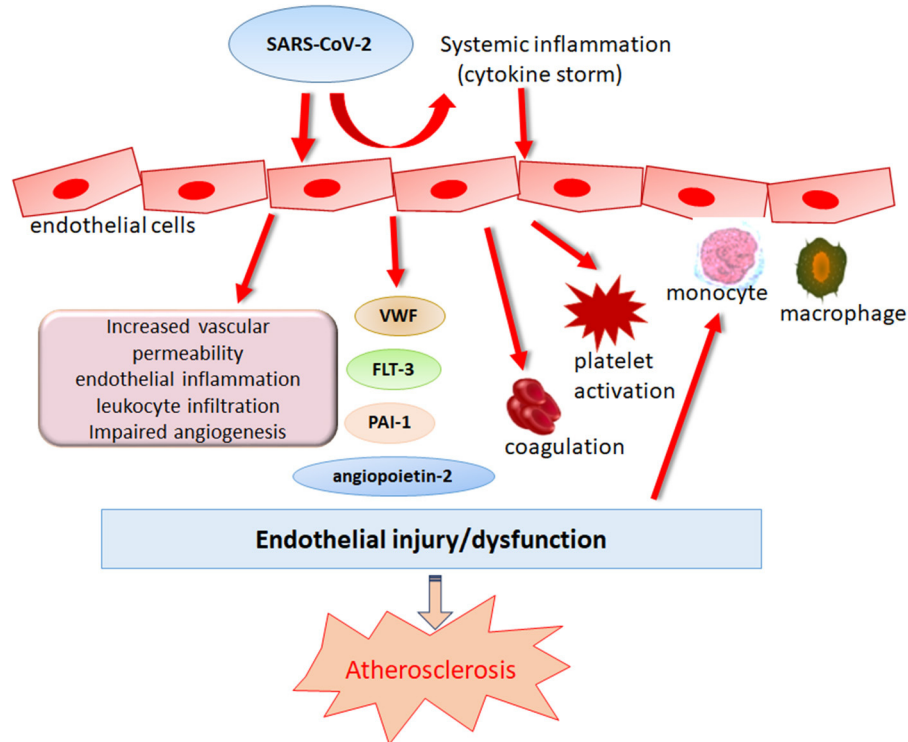 SARS-CoV-2
Systemic inflammation
(cytokine storm)
endothelial cells
monocyte
macrophage
Increased vascular
permeability
endothelial inflammation
leukocyte infiltration
Impaired angiogenesis
VWF
FLT-3
PAI-1
angiopoietin-2
platelet
activation
coagulation
Endothelial injury/dysfunction
Atherosclerosis